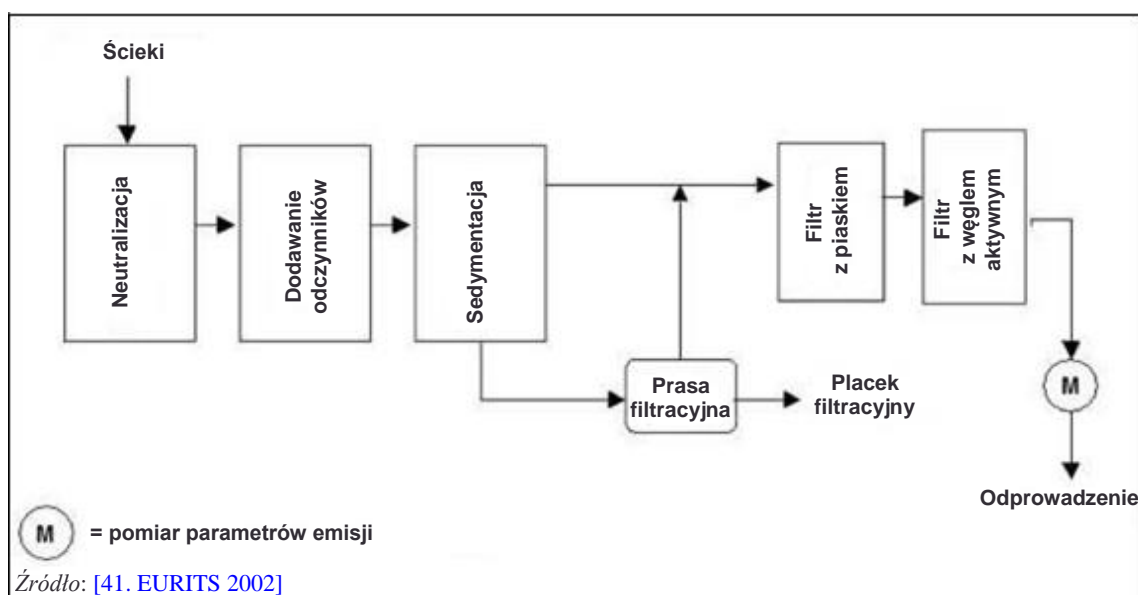 Ścieki
Neutralizacja
Dodawanie
odczynników
Sedymentacja
Filtr
z piaskiem
Filtr
z węglem
aktywnym
Prasa
filtracyjna
Placek
filtracyjny
M
Odprowadzenie
M = pomiar parametrów emisji
Źródło: [41. EURITS 2002]